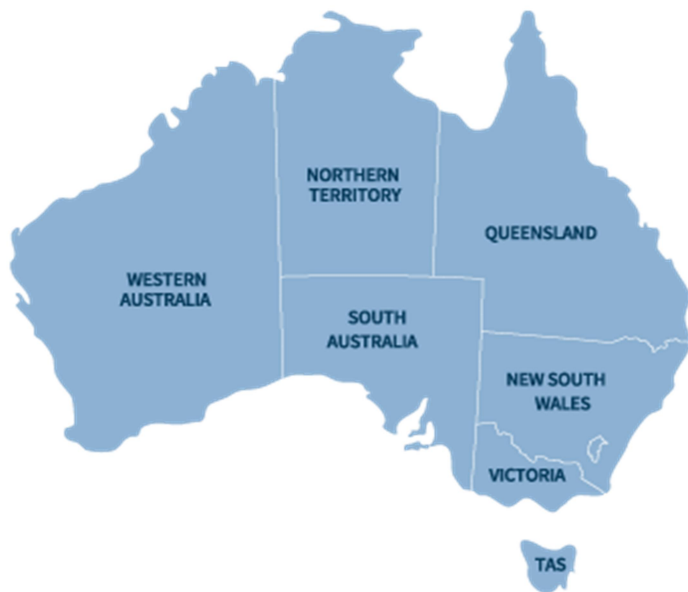 NORTHERN
TERRITORY
QUEENSLAND
WESTERN
AUSTRALIA
SOUTH
AUSTRALIA
NEW SOUTH
WALES
VICTORIA
TAS